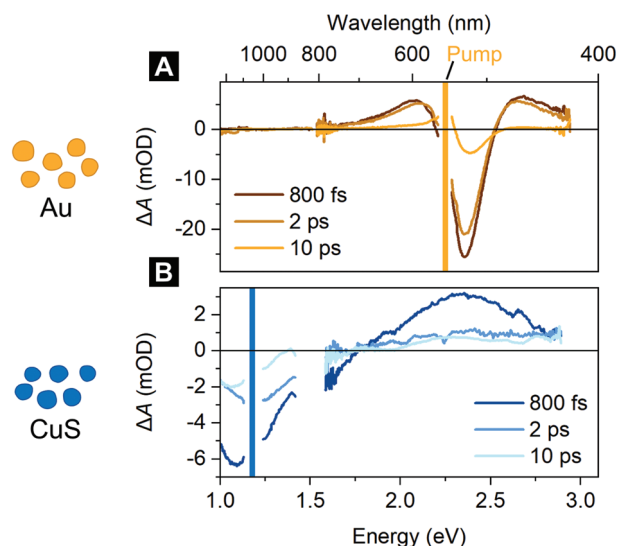 Wavelength (nm)
1000 800 600 400
Pump
A
5
0
-10
-20
ΔA (mOD)
800 fs
2 ps
10 ps
Au
B
2
0
-2
-4
-6
ΔA (mOD)
800 fs
2 ps
10 ps
CuS
1.0 1.5 2.0 2.5 3.0
Energy (eV)